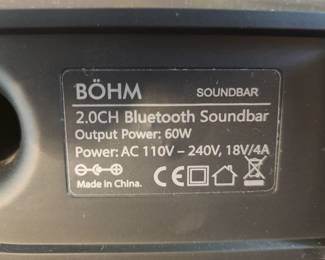 BÖHM SOUNDBAR
2.0CH Bluetooth Soundbar
Output Power: 60W
Power: AC 110V – 240V, 18V/4A
Made in China.